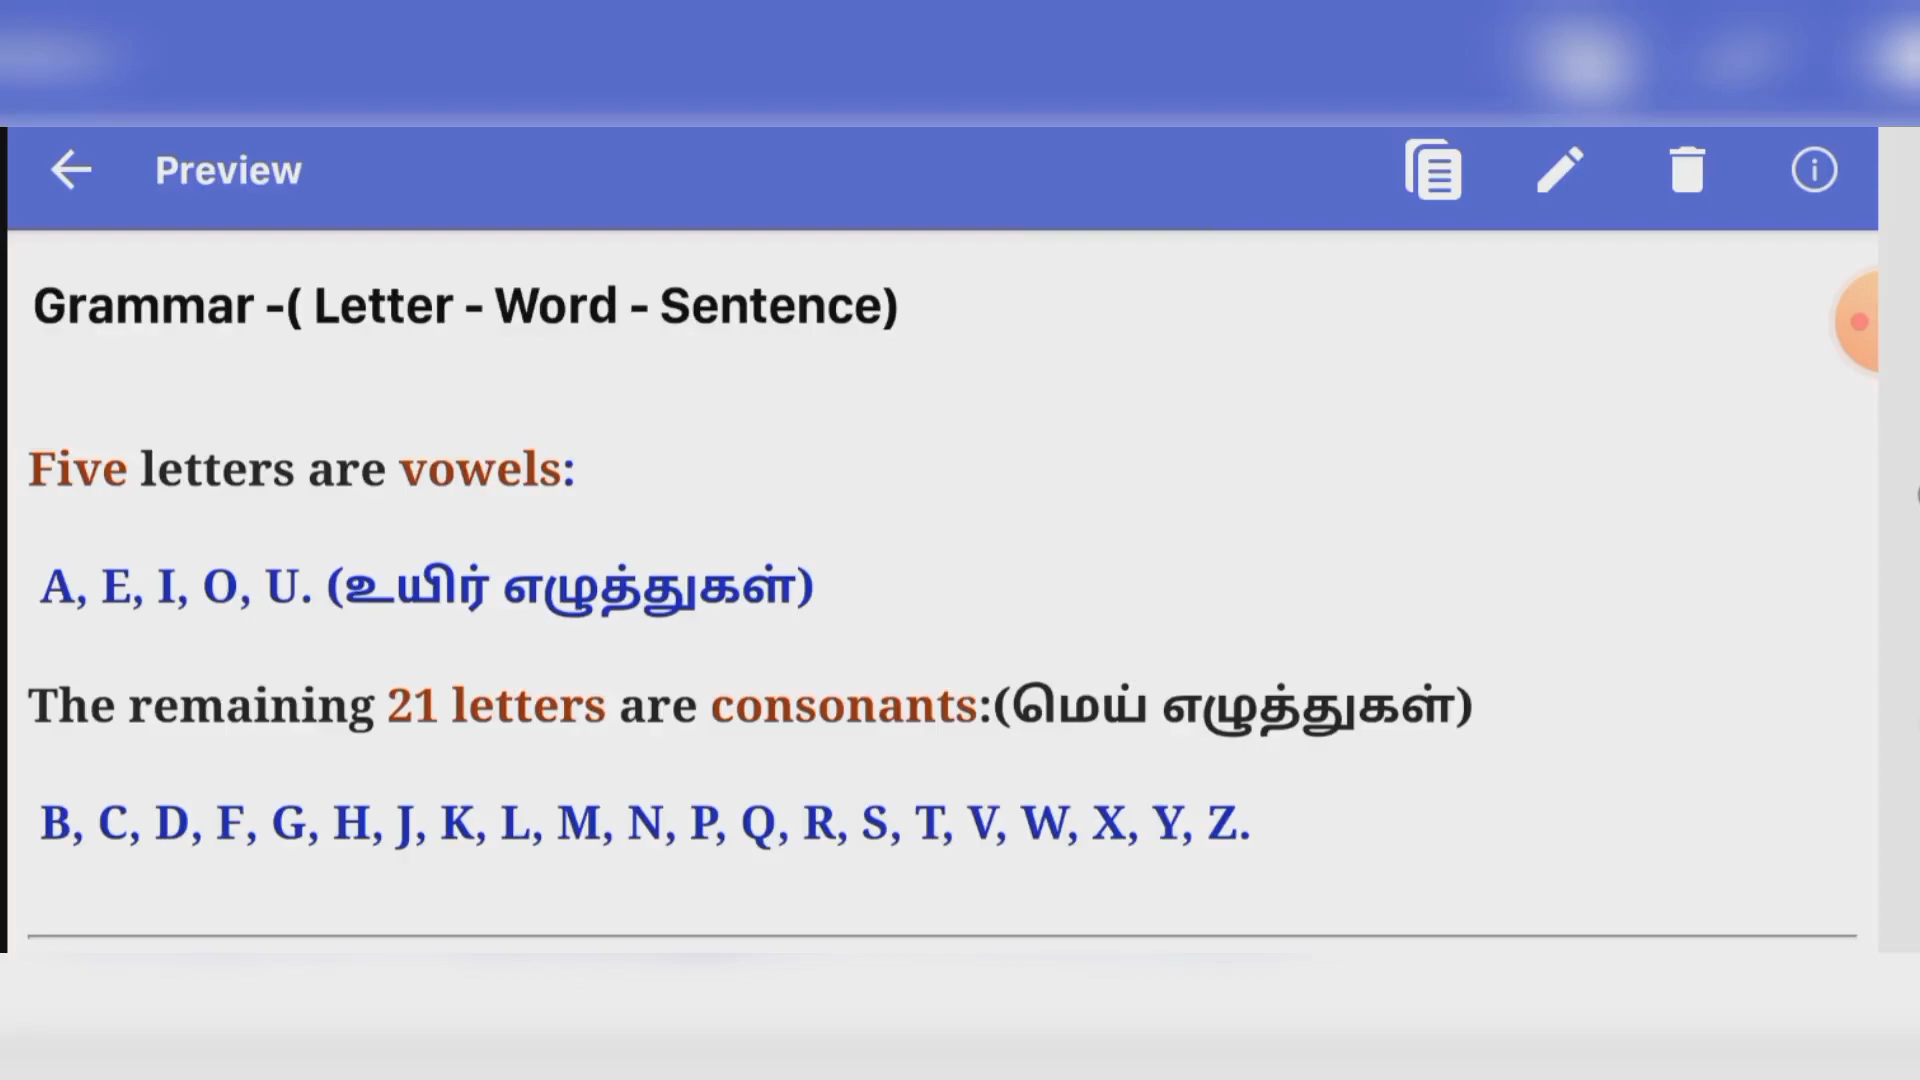 Preview
Grammar -( Letter - Word - Sentence)
Five letters are vowels:
A, E, I, O, U. (உயிர் எழுத்துகள்)
The remaining 21 letters are consonants:(மெய் எழுத்துகள்)
B, C, D, F, G, H, J, K, L, M, N, P, Q, R, S, T, V, W, X, Y, Z.